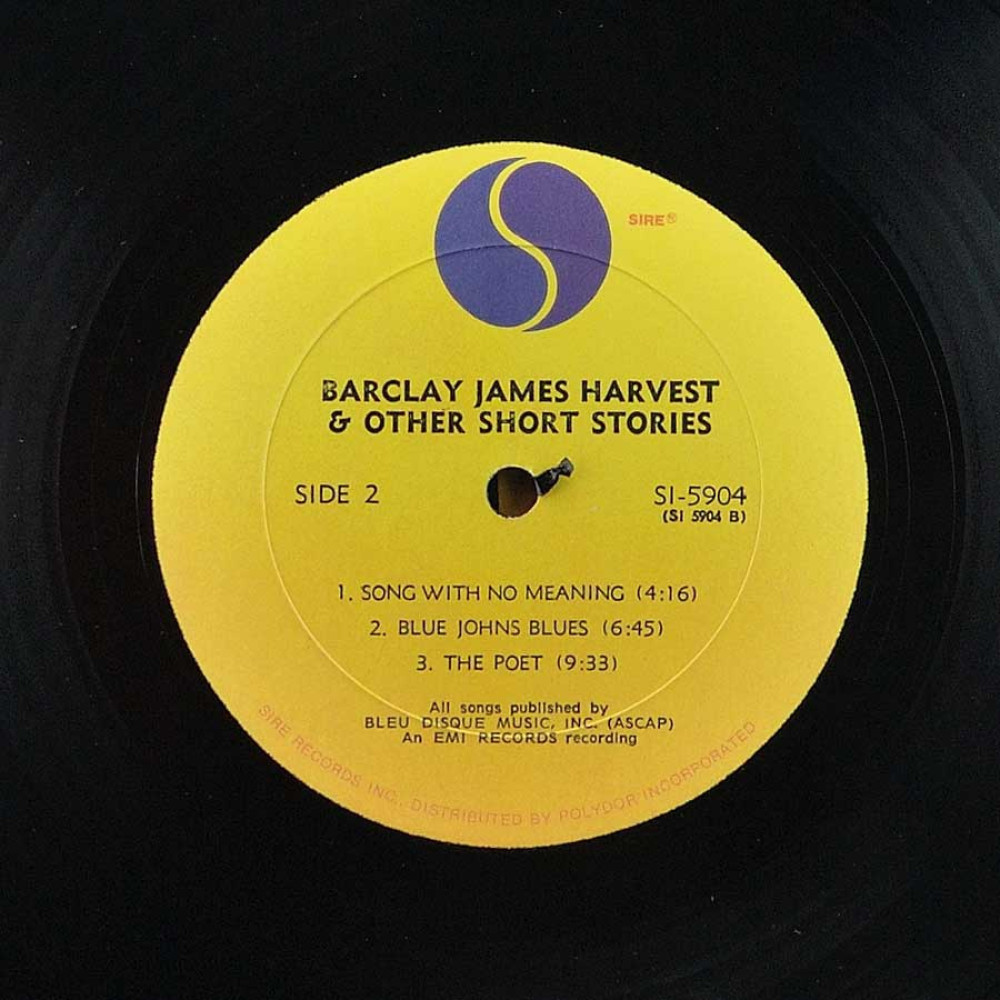 SIRE®
BARCLAY JAMES HARVEST
& OTHER SHORT STORIES
SIDE 2
SI-5904
(SI 5904 B)
1. SONG WITH NO MEANING (4:16)
2. BLUE JOHNS BLUES (6:45)
3. THE POET (9:33)
All songs published by
BLEU DISQUE MUSIC, INC. (ASCAP)
An EMI RECORDS recording
SIRE RECORDS INC., DISTRIBUTED BY POLYDOR INCORPORATED